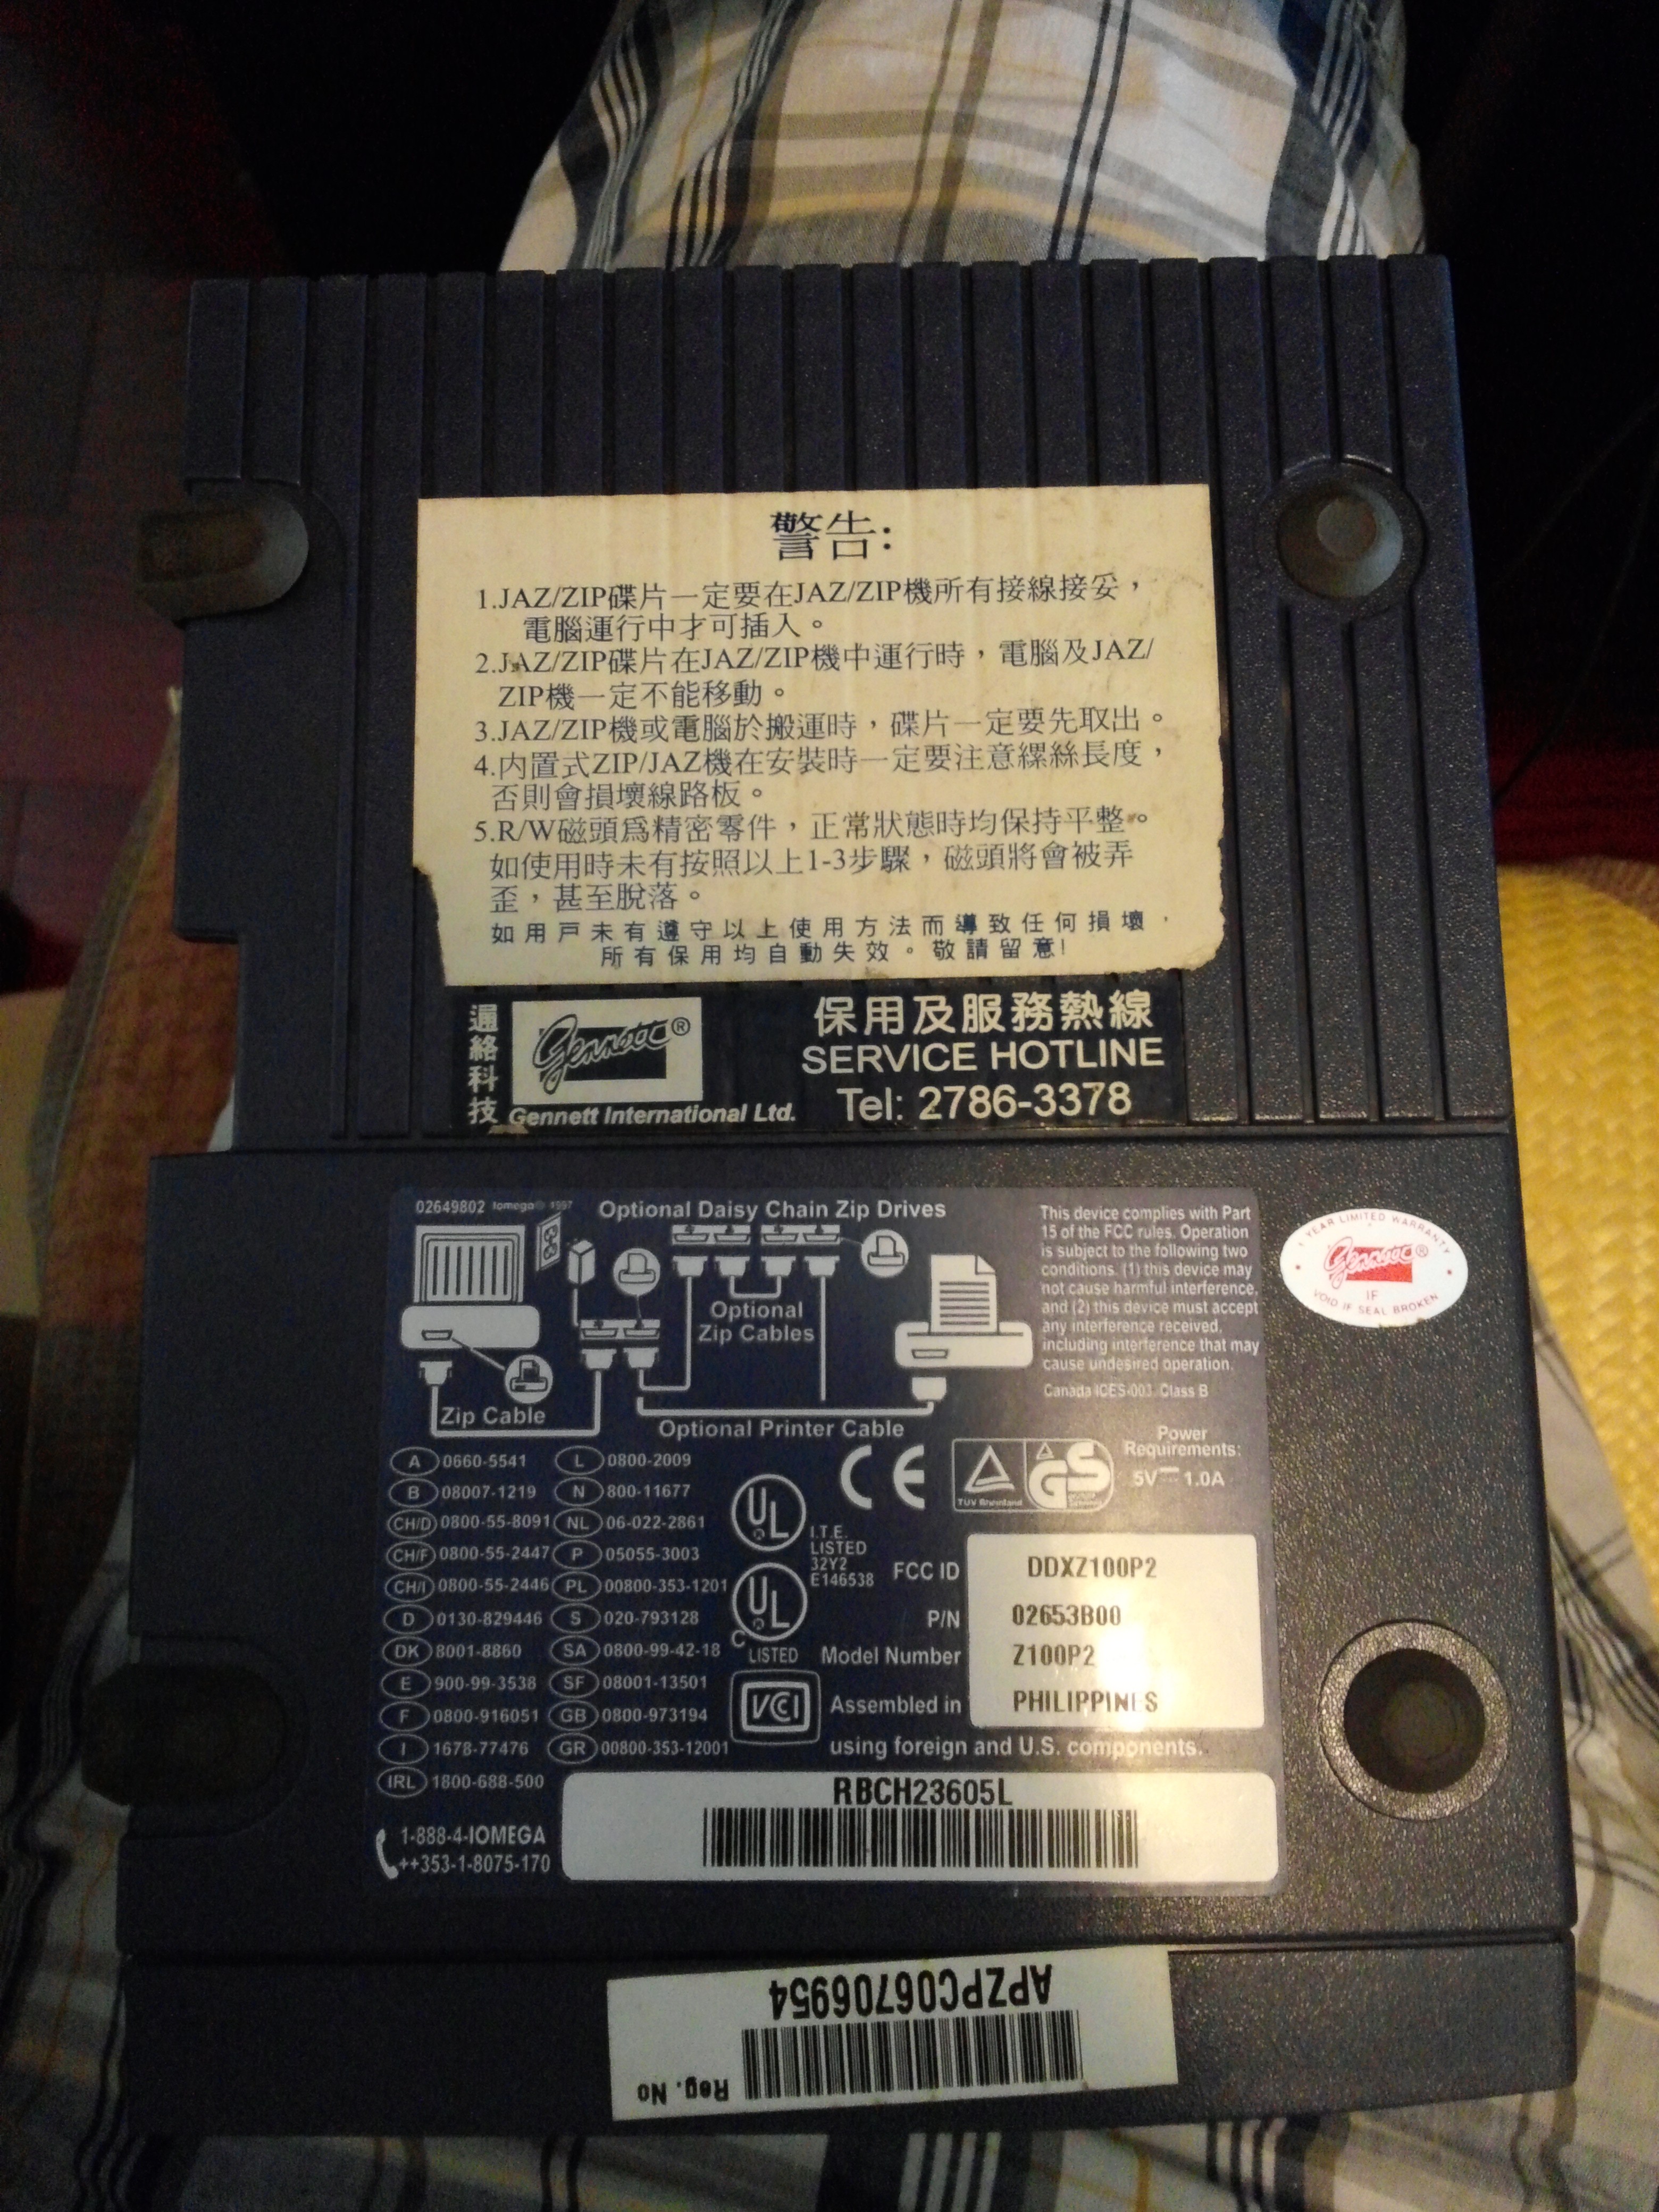 警告:
1.JAZ/ZIP碟片一定要在JAZ/ZIP機所有接線接妥，
電腦運行中才可插入。
2.JAZ/ZIP碟片在JAZ/ZIP機中運行時，電腦及JAZ/
ZIP機一定不能移動。
3.JAZ/ZIP機或電腦於搬運時，碟片一定要先取出。
4.内置式ZIP/JAZ機在安裝時一定要注意縲絲長度，
否則會損壞線路板。
5.R/W磁頭爲精密零件，正常狀態時均保持平整。
如使用時未有按照以上1-3步驟，磁頭將會被弄
歪，甚至脫落。
如用戶未有遵守以上使用方法而導致任何損壞，
所有保用均自動失效。敬請留意!
通絡科技
Gennett®
Gennett International Ltd.
保用及服務熱線
SERVICE HOTLINE
Tel: 2786-3378
1 YEAR LIMITED WARRANTY
Gennett®
IF
VOID IF SEAL BROKEN
02649802 Iomega© 1997
Optional Daisy Chain Zip Drives
Optional
Zip Cables
Zip Cable
Optional Printer Cable
This device complies with Part
15 of the FCC rules. Operation
is subject to the following two
conditions. (1) this device may
not cause harmful interference,
and (2) this device must accept
any interference received,
including interference that may
cause undesired operation.
Canada ICES-003 Class B
Power
Requirements:
5V 1.0A
A 0660-5541
B 08007-1219
CH/D 0800-55-8091
CH/F 0800-55-2447
CH/I 0800-55-2446
D 0130-829446
DK 8001-8860
E 900-99-3538
F 0800-916051
I 1678-77476
IRL 1800-688-500
L 0800-2009
N 800-11677
NL 06-022-2861
P 05055-3003
PL 00800-353-1201
S 020-793128
SA 0800-99-42-18
SF 08001-13501
GB 0800-973194
GR 00800-353-12001
1-888-4-IOMEGA
++353-1-8075-170
UL
I.T.E.
LISTED
32Y2
E146538
C UL
LISTED
VCI
CE
TUV Rheinland
GS
FCC ID DDXZ100P2
P/N 02653B00
Model Number Z100P2
Assembled in PHILIPPINES
using foreign and U.S. components.
RBCH23605L
APZPC06706954
Reg. No